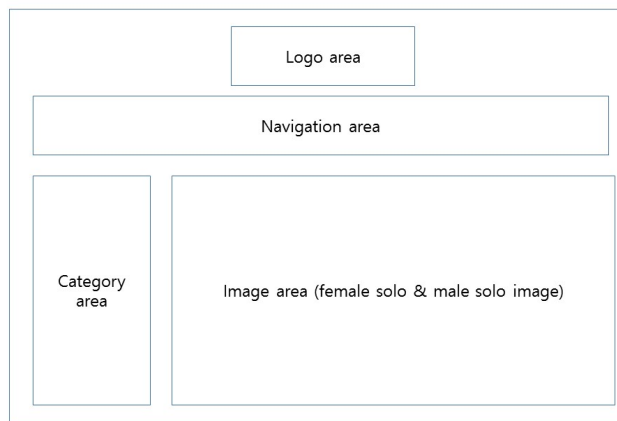 Logo area
Navigation area
Category
area
Image area (female solo & male solo image)